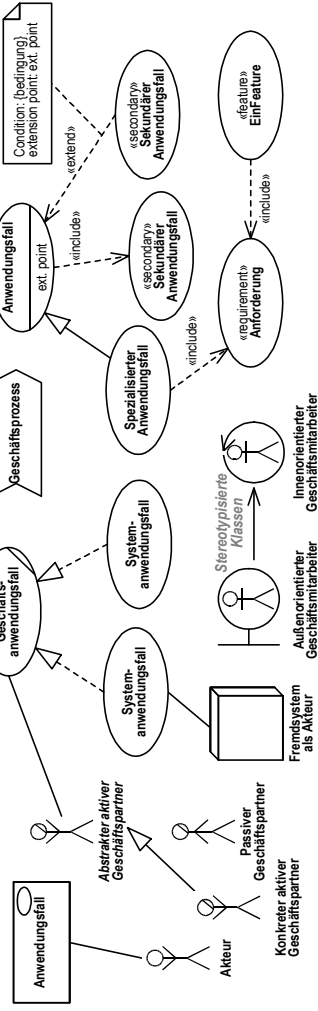 Condition: {bedingung}
extension point: ext. point
«extend»
Anwendungsfall
ext. point
«include»
«secondary»
Sekundärer
Anwendungsfall
«secondary»
Sekundärer
Anwendungsfall
«feature»
EinFeature
«include»
«requirement»
Anforderung
Spezialisierter
Anwendungsfall
«include»
Geschäftsprozess
Geschäfts-
anwendungsfall
System-
anwendungsfall
System-
anwendungsfall
Stereotypisierte
Klassen
Innenorientierter
Geschäftsmitarbeiter
Außenorientierter
Geschäftsmitarbeiter
Fremdsystem
als Akteur
Abstrakter aktiver
Geschäftspartner
Passiver
Geschäftspartner
Konkreter aktiver
Geschäftspartner
Anwendungsfall
Akteur